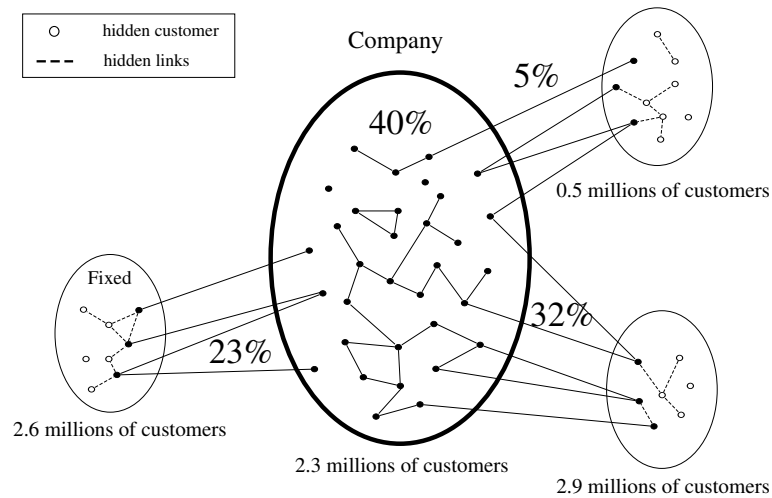 hidden customer
hidden links
Company
5%
40%
0.5 millions of customers
Fixed
32%
23%
2.6 millions of customers
2.3 millions of customers
2.9 millions of customers